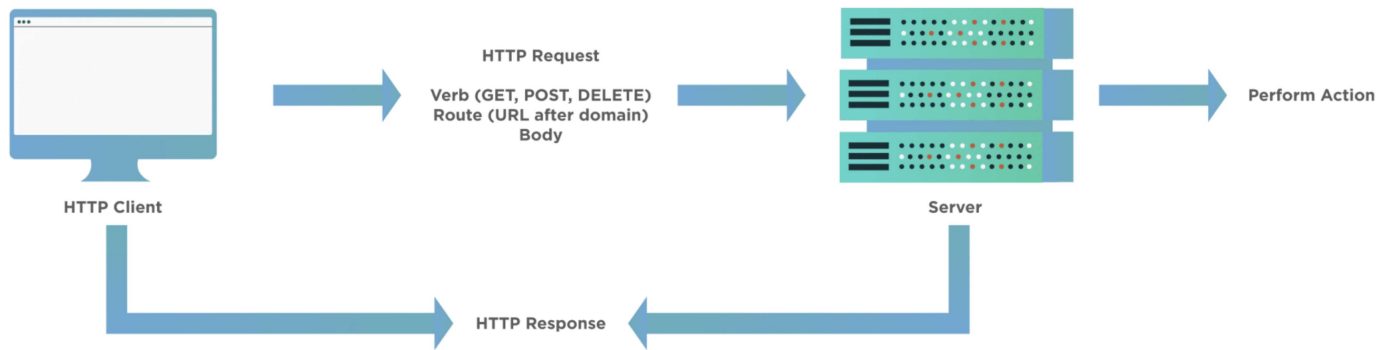 HTTP Request
Verb (GET, POST, DELETE)
Route (URL after domain)
Body
Perform Action
HTTP Client
Server
HTTP Response